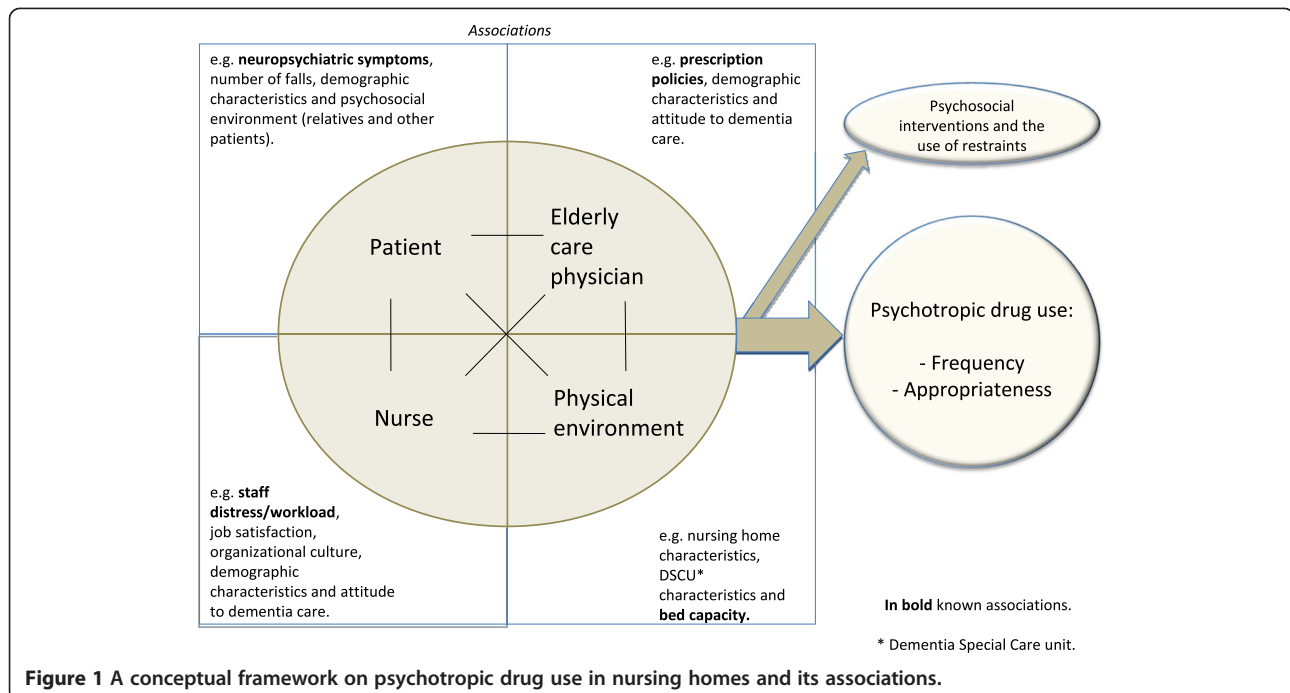 Associations
e.g. neuropsychiatric symptoms,
number of falls, demographic
characteristics and psychosocial
environment (relatives and other
patients).
e.g. prescription
policies, demographic
characteristics and
attitude to dementia
care.
Psychosocial
interventions and the
use of restraints
Patient
Elderly
care
physician
Nurse
Physical
environment
Psychotropic drug use:
- Frequency
- Appropriateness
e.g. staff
distress/workload,
job satisfaction,
organizational culture,
demographic
characteristics and attitude
to dementia care.
e.g. nursing home
characteristics,
DSCU*
characteristics and
bed capacity.
In bold known associations.
* Dementia Special Care unit.
Figure 1 A conceptual framework on psychotropic drug use in nursing homes and its associations.